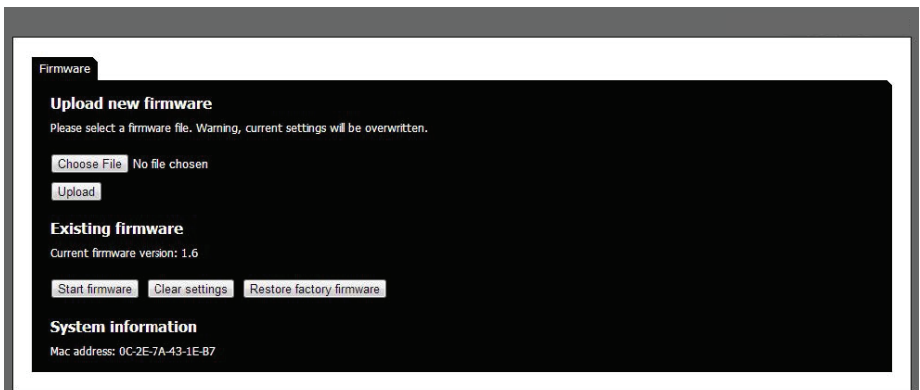 Firmware
Upload new firmware
Please select a firmware file. Warning, current settings will be overwritten.
Choose File No file chosen
Upload
Existing firmware
Current firmware version: 1.6
Start firmware Clear settings Restore factory firmware
System information
Mac address: 0C-2E-7A-43-1E-B7